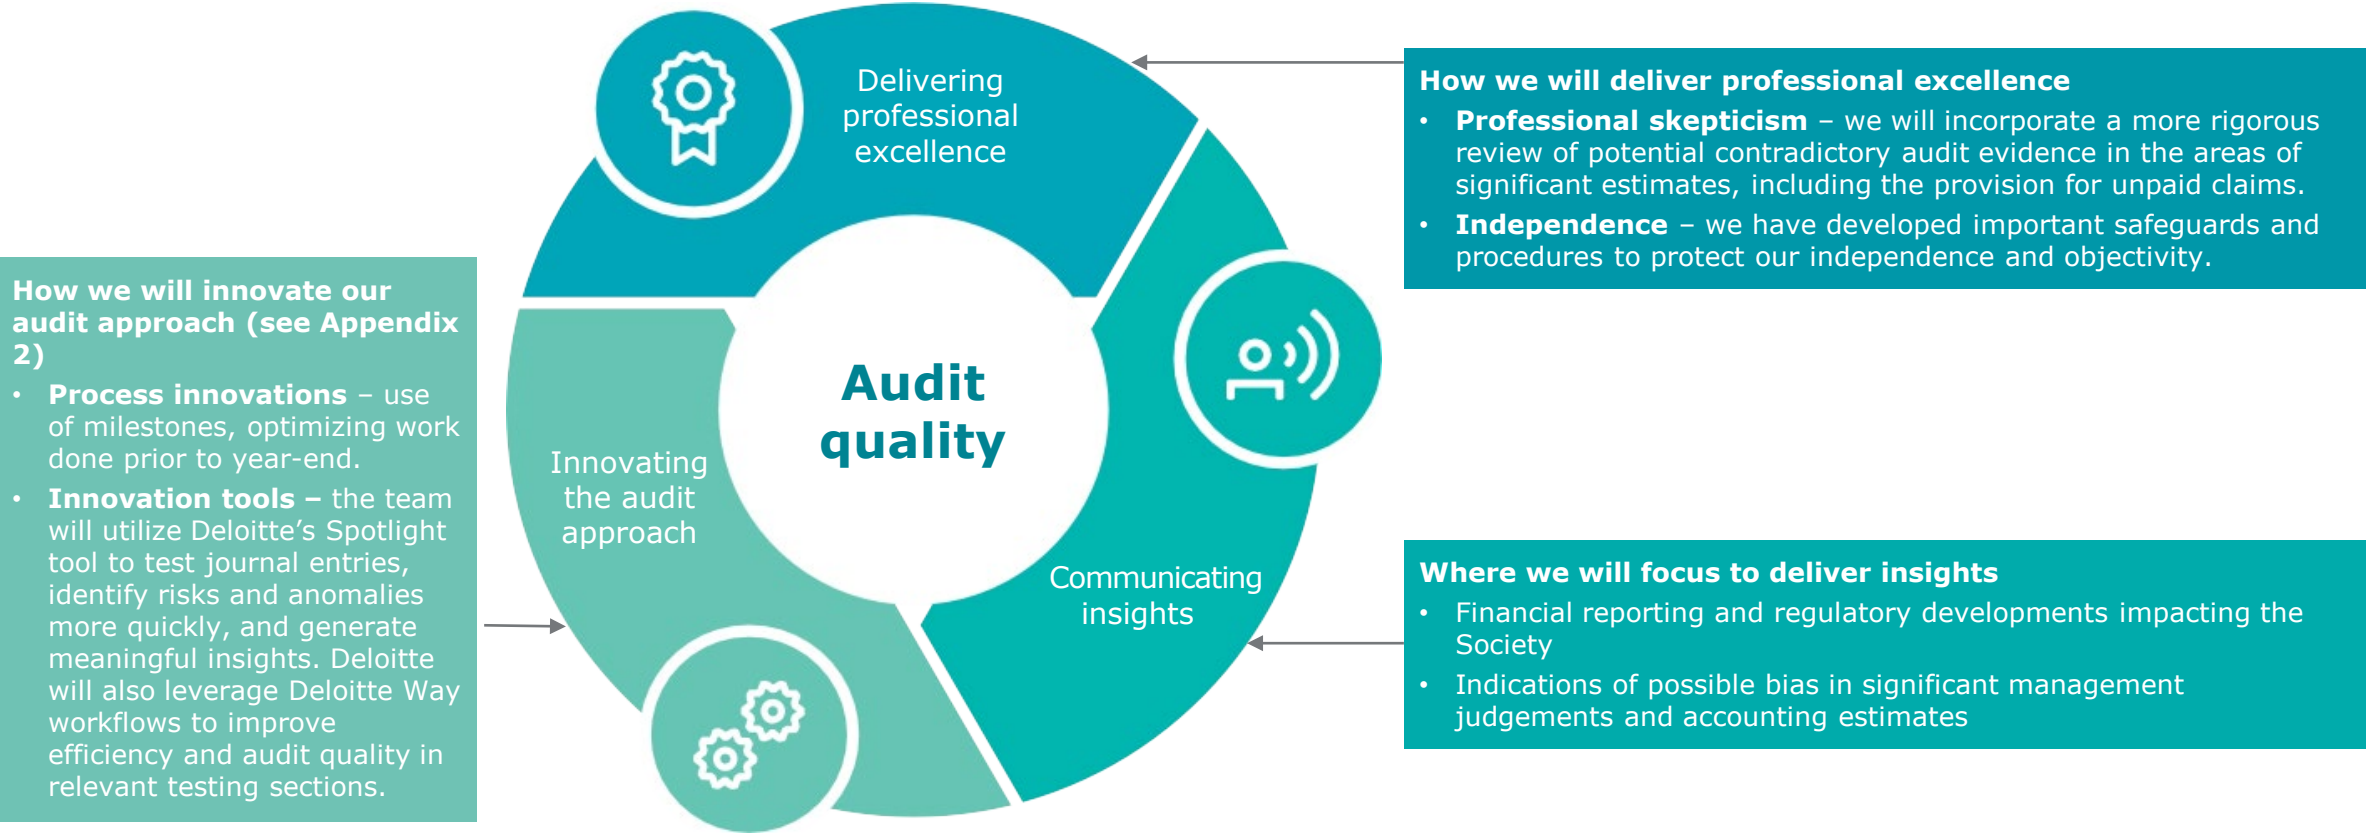 Delivering
professional
excellence
How we will deliver professional excellence
• Professional skepticism – we will incorporate a more rigorous
review of potential contradictory audit evidence in the areas of
significant estimates, including the provision for unpaid claims.
• Independence – we have developed important safeguards and
procedures to protect our independence and objectivity.
How we will innovate our
audit approach (see Appendix
2)
• Process innovations – use
of milestones, optimizing work
done prior to year-end.
• Innovation tools – the team
will utilize Deloitte’s Spotlight
tool to test journal entries,
identify risks and anomalies
more quickly, and generate
meaningful insights. Deloitte
will also leverage Deloitte Way
workflows to improve
efficiency and audit quality in
relevant testing sections.
Audit
quality
Innovating
the audit
approach
Communicating
insights
Where we will focus to deliver insights
• Financial reporting and regulatory developments impacting the
Society
• Indications of possible bias in significant management
judgements and accounting estimates